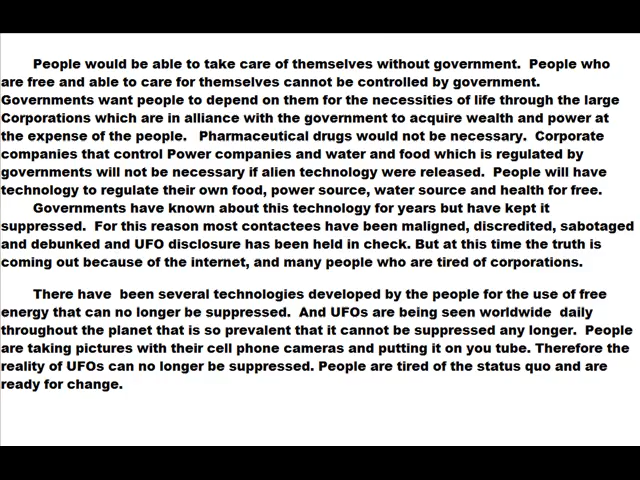 People would be able to take care of themselves without government.  People who
are free and able to care for themselves cannot be controlled by government.
Governments want people to depend on them for the necessities of life through the large
Corporations which are in alliance with the government to acquire wealth and power at
the expense of the people.   Pharmaceutical drugs would not be necessary.  Corporate
companies that control Power companies and water and food which is regulated by
governments will not be necessary if alien technology were released.  People will have
technology to regulate their own food, power source, water source and health for free.
Governments have known about this technology for years but have kept it
suppressed.  For this reason most contactees have been maligned, discredited, sabotaged
and debunked and UFO disclosure has been held in check. But at this time the truth is
coming out because of the internet, and many people who are tired of corporations.
There have  been several technologies developed by the people for the use of free
energy that can no longer be suppressed.  And UFOs are being seen worldwide  daily
throughout the planet that is so prevalent that it cannot be suppressed any longer.  People
are taking pictures with their cell phone cameras and putting it on you tube. Therefore the
reality of UFOs can no longer be suppressed. People are tired of the status quo and are
ready for change.